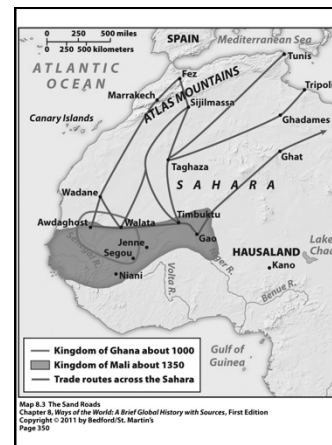 0 250 500 miles
0 250 500 kilometers
SPAIN
Mediterranean Sea
ATLANTIC
OCEAN
Fez
Tunis
Marrakech
ATLAS MOUNTAINS
Sijilmassa
Tripoli
Canary Islands
Ghadames
Taghaza
Ghat
SAHARA
Wadane
Awdaghost
Walata
Timbuktu
Senegal R.
Jenne
Gao
HAUSALAND
Lake
Segou
Niger R.
Kano
Niani
Volta R.
Benue R.
Gulf of
Guinea
Kingdom of Ghana about 1000
Kingdom of Mali about 1350
Trade routes across the Sahara
Map 8.3 The Sand Roads
Chapter 8, Ways of the World: A Brief Global History with Sources, First Edition
Copyright © 2011 by Bedford/St. Martin's
Page 350